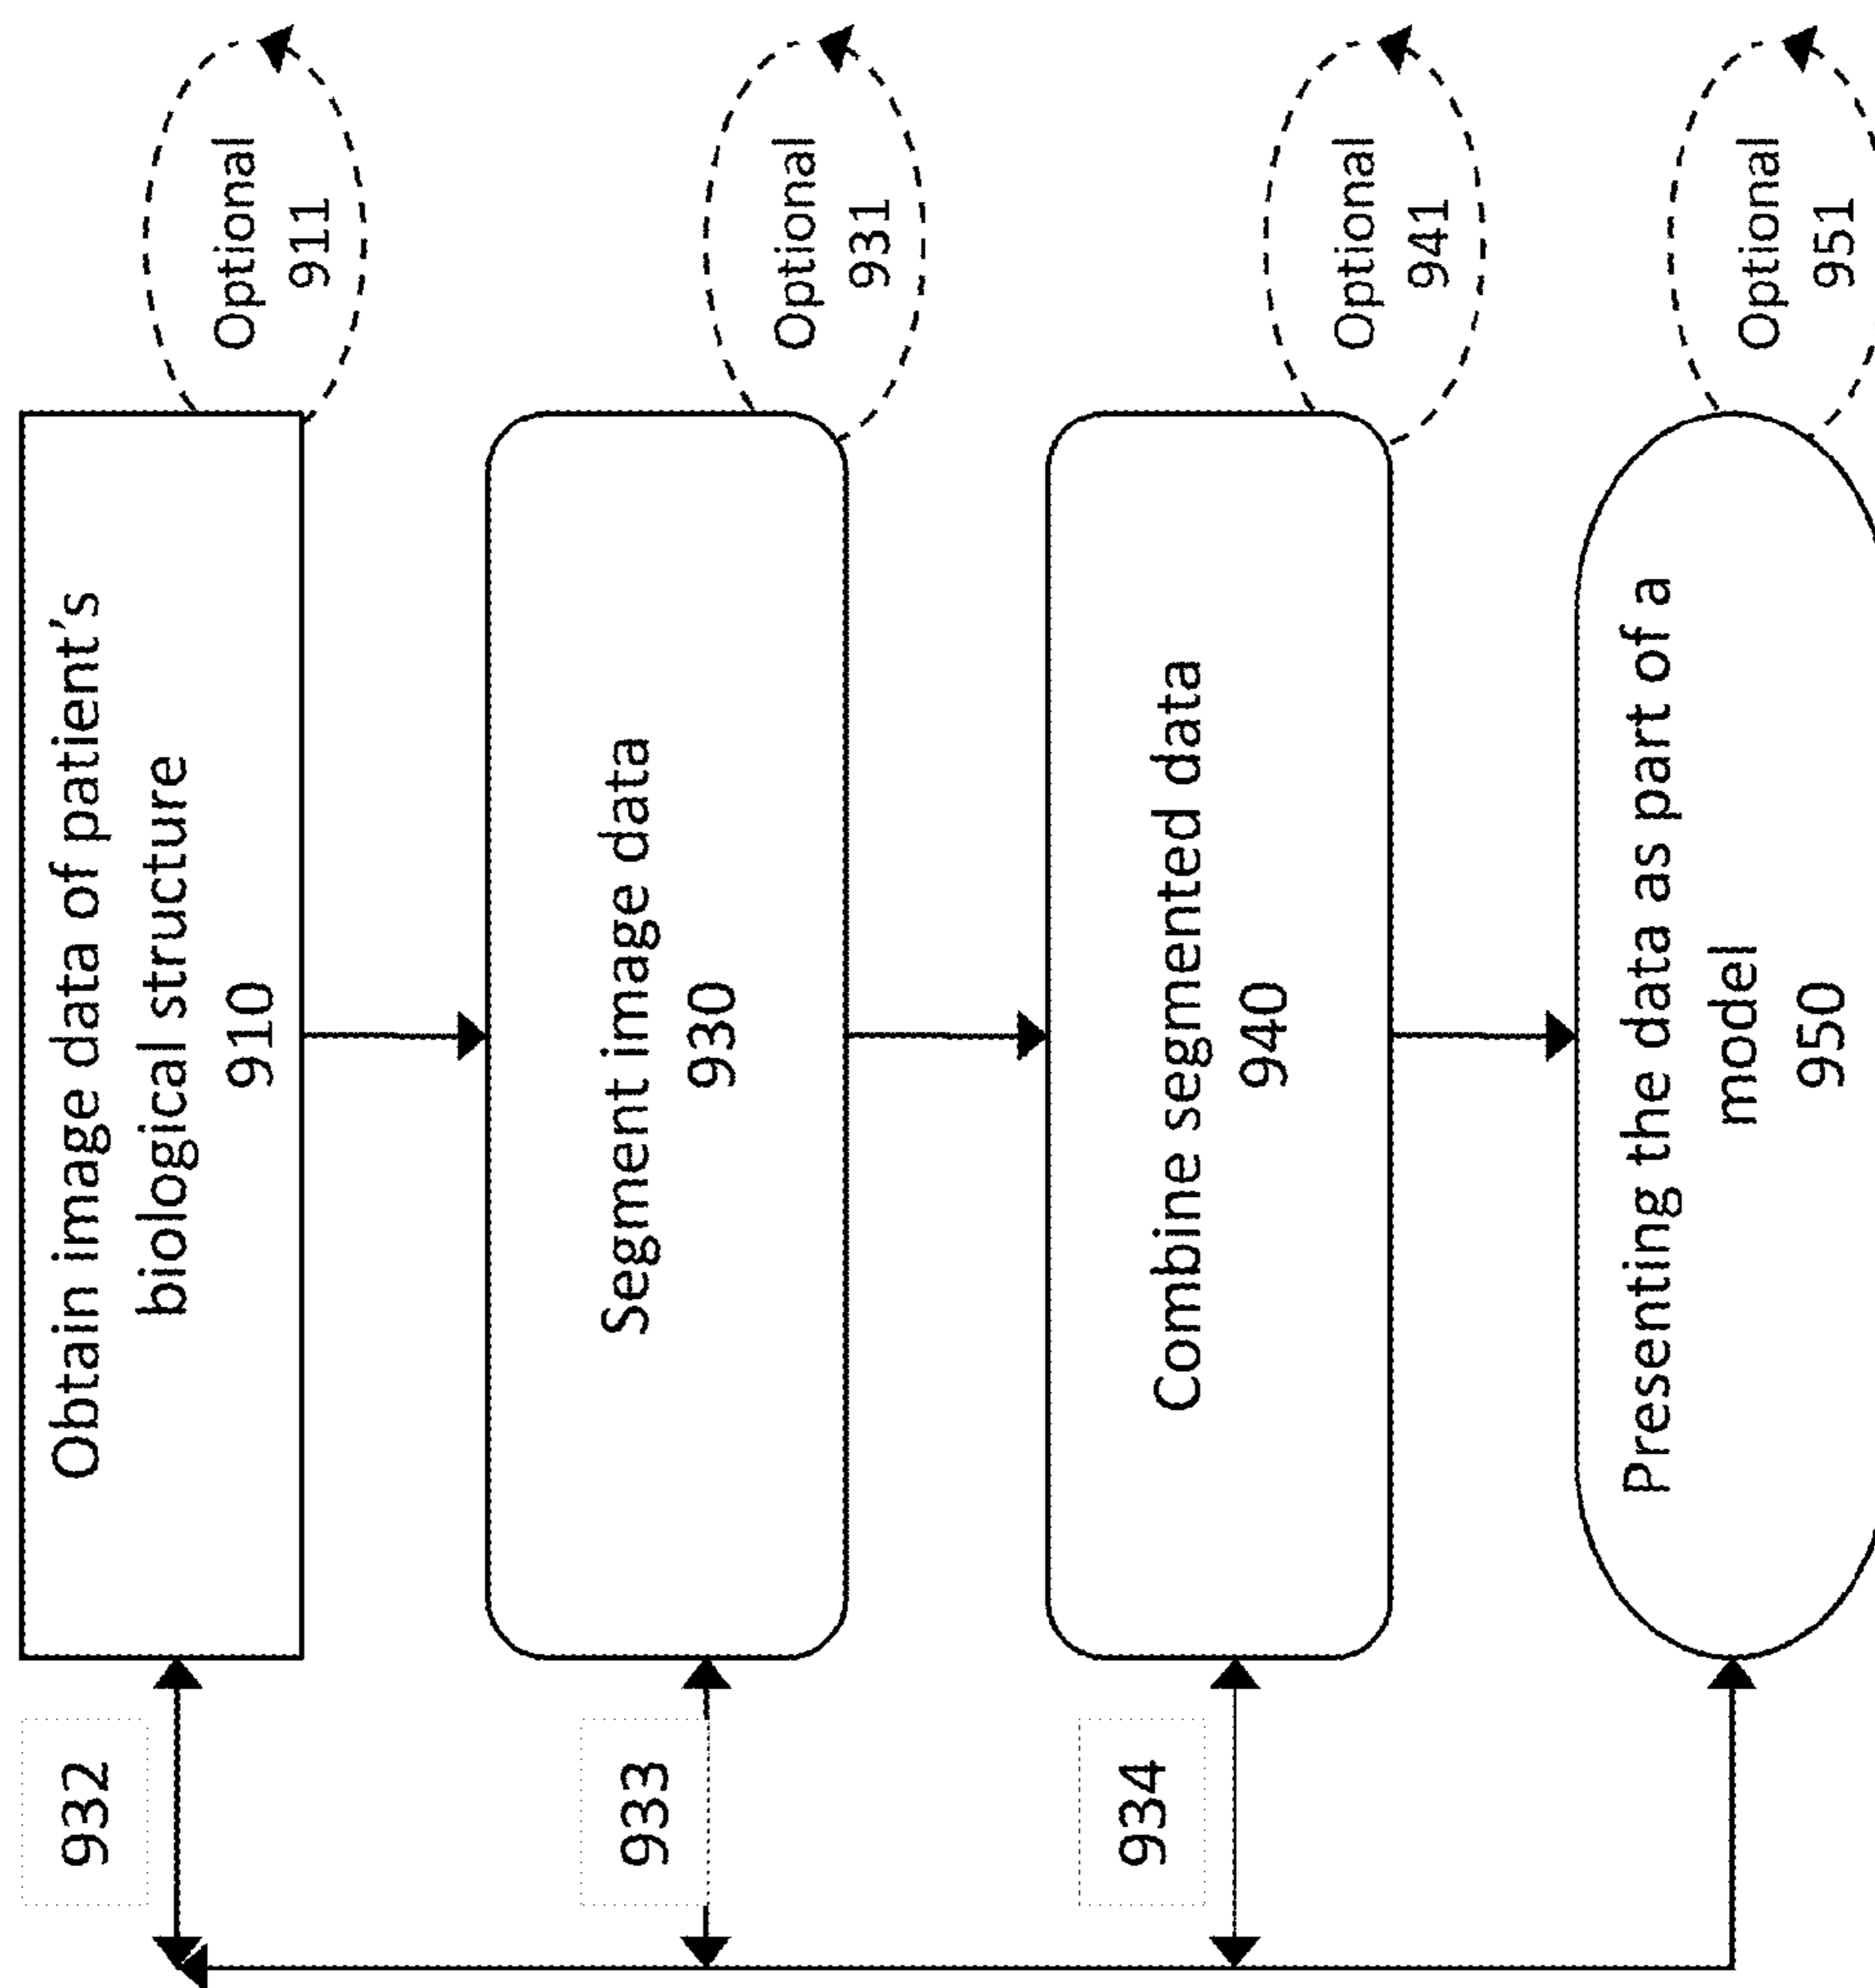 932
Obtain image data of patient's
biological structure
910
Optional
911
933
Segment image data
930
Optional
931
934
Combine segmented data
940
Optional
941
Presenting the data as part of a
model
950
Optional
951